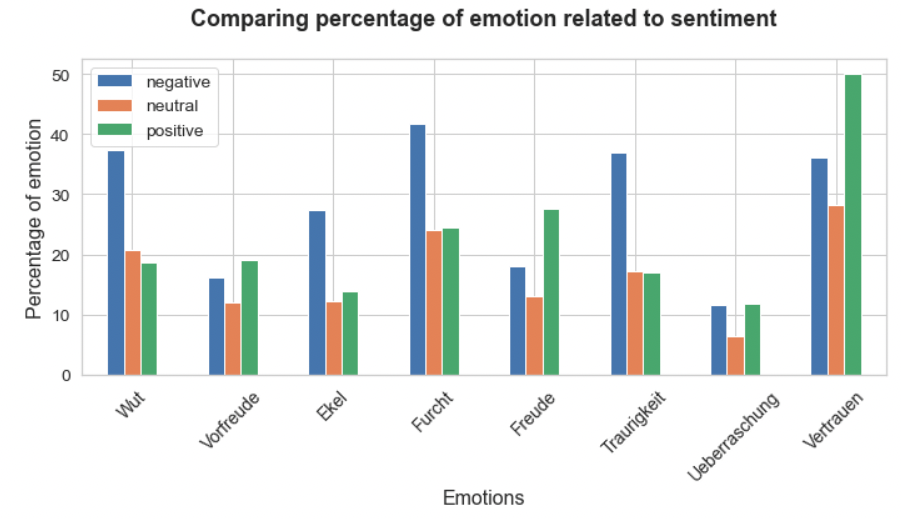 Comparing percentage of emotion related to sentiment
negative
neutral
positive
Percentage of emotion
50
40
30
20
10
0
Wut
Vorfreude
Ekel
Furcht
Freude
Traurigkeit
Ueberraschung
Vertrauen
Emotions